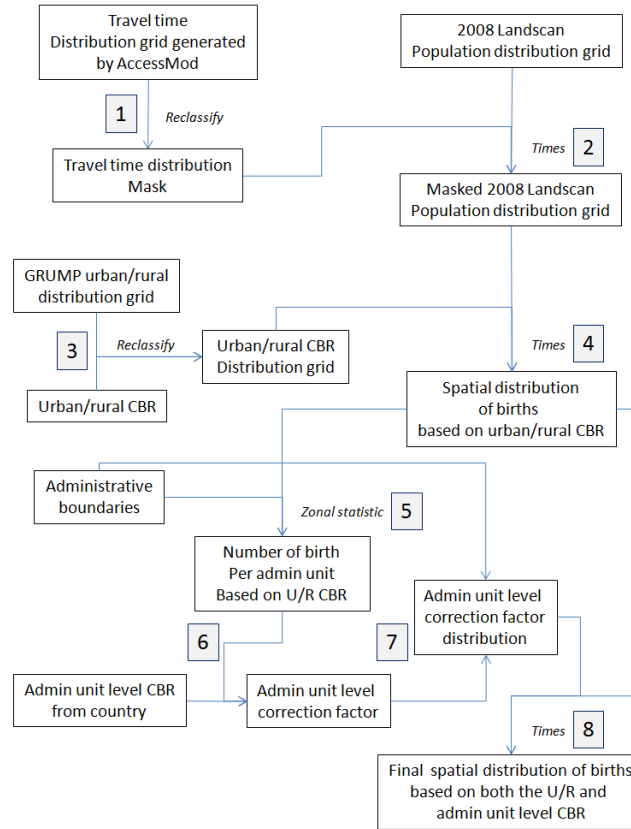 Travel time
Distribution grid generated
by AccessMod
2008 Landscan
Population distribution grid
1
Reclassify
Times
2
Travel time distribution
Mask
Masked 2008 Landscan
Population distribution grid
GRUMP urban/rural
distribution grid
3
Reclassify
Urban/rural CBR
Distribution grid
Times
4
Urban/rural CBR
Spatial distribution
of births
based on urban/rural CBR
Administrative
boundaries
Zonal statistic
5
Number of birth
Per admin unit
Based on U/R CBR
Admin unit level
correction factor
distribution
6
7
Admin unit level CBR
from country
Admin unit level
correction factor
Times
8
Final spatial distribution of births
based on both the U/R and
admin unit level CBR